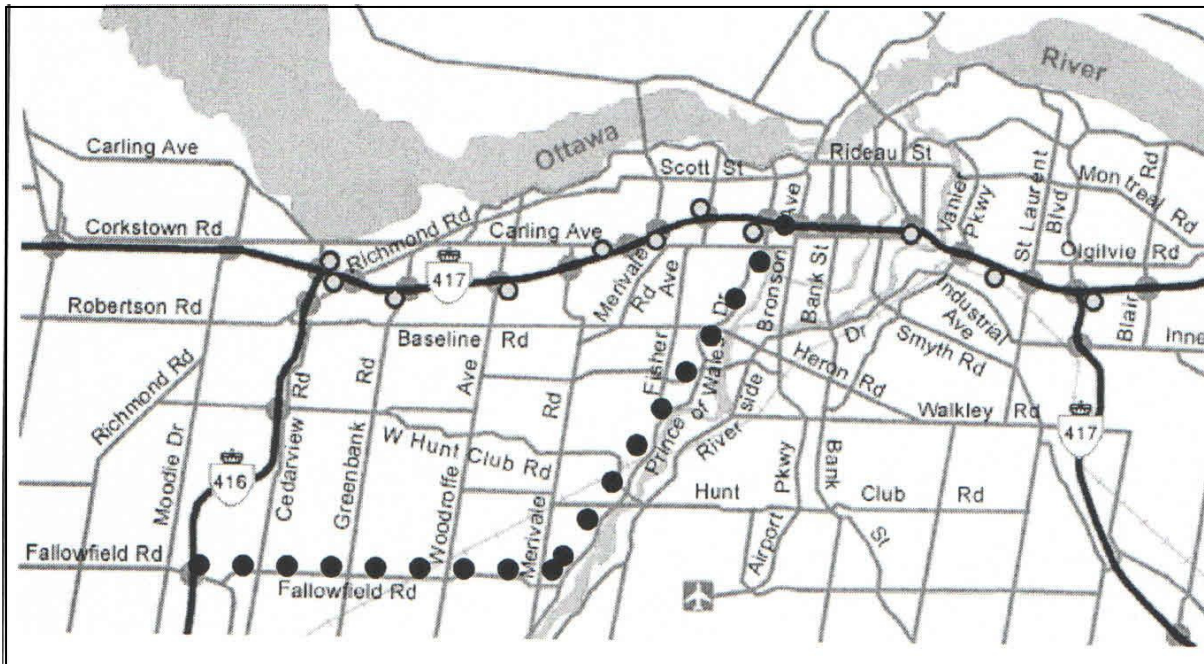 River
Ottawa
Carling Ave
Scott St
Rideau St
Vanier Pkwy
St Laurent Blvd
Montreal Rd
Corkstown Rd
Richmond Rd
Carling Ave
Ave
Ogilvie Rd
417
Robertson Rd
Baseline Rd
Merivale Rd
Fisher Ave
Prince of Wales Dr
Bronson
Bank St
Heron Rd
Riverside Dr
Smyth Rd
Industrial Ave
Blair Rd
Inne
Richmond Rd
Moodie Dr
416
Cedarview Rd
Greenbank Rd
W Hunt Club Rd
Woodroffe Ave
Merivale Rd
Walkley Rd
417
Hunt Club Rd
Airport Pkwy
Bank St
Fallowfield Rd
Fallowfield Rd